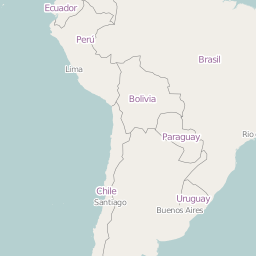 Ecuador
Perú
Brasil
Lima
Bolivia
Rio
Paraguay
Chile
Santiago
Uruguay
Buenos Aires